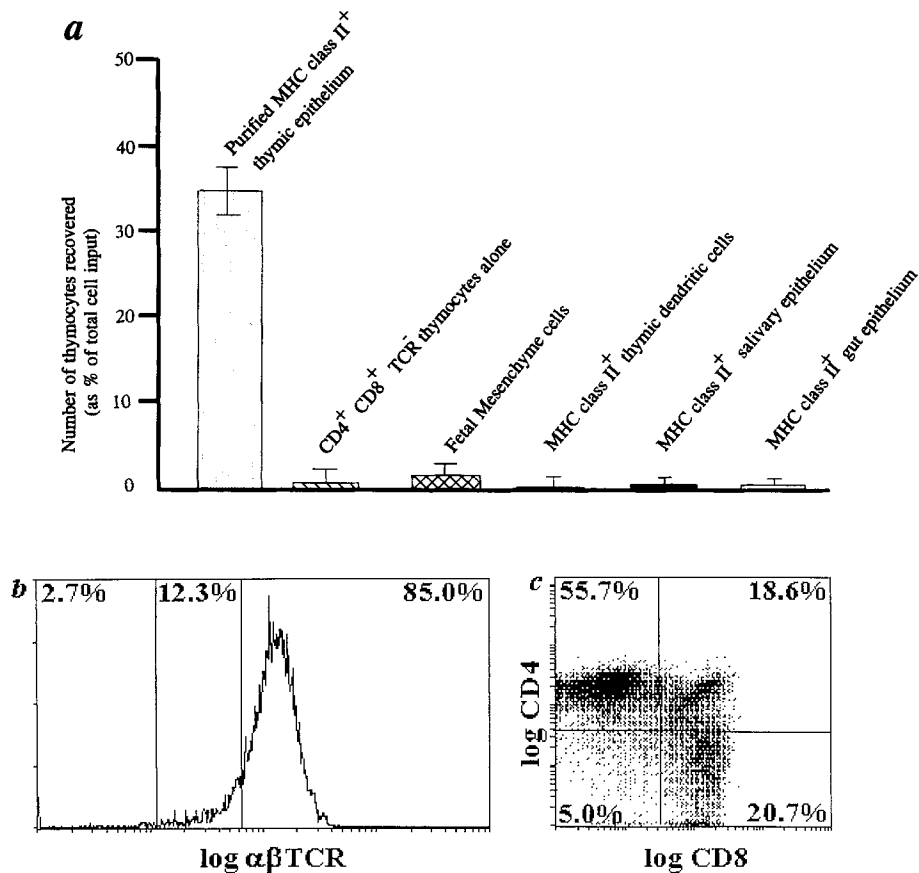 a
50
40
30
20
10
0
Number of thymocytes recovered
(as % of total cell input)
Purified MHC class II+
thymic epithelium
CD4+ CD8+ TCR- thymocytes alone
Fetal Mesenchyme cells
MHC class II+ thymic dendritic cells
MHC class II+ salivary epithelium
MHC class II+ gut epithelium
b
2.7%
12.3%
85.0%
log αβTCR
c
55.7%
18.6%
5.0%
20.7%
log CD4
log CD8